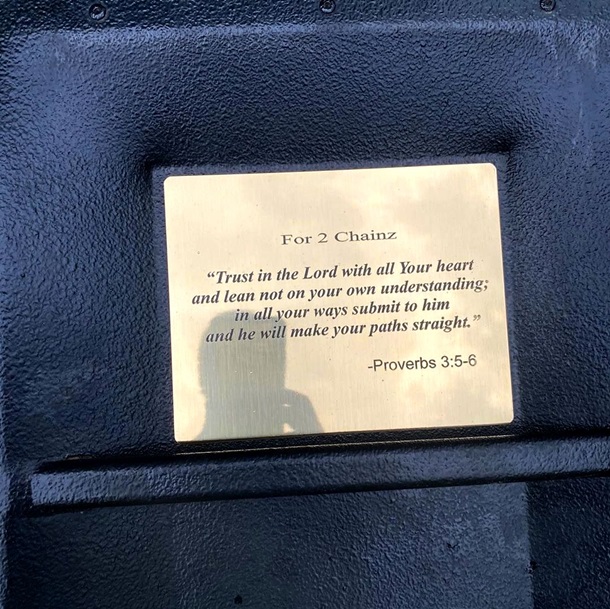 For 2 Chainz
“Trust in the Lord with all Your heart
and lean not on your own understanding;
in all your ways submit to him
and he will make your paths straight.”
-Proverbs 3:5-6